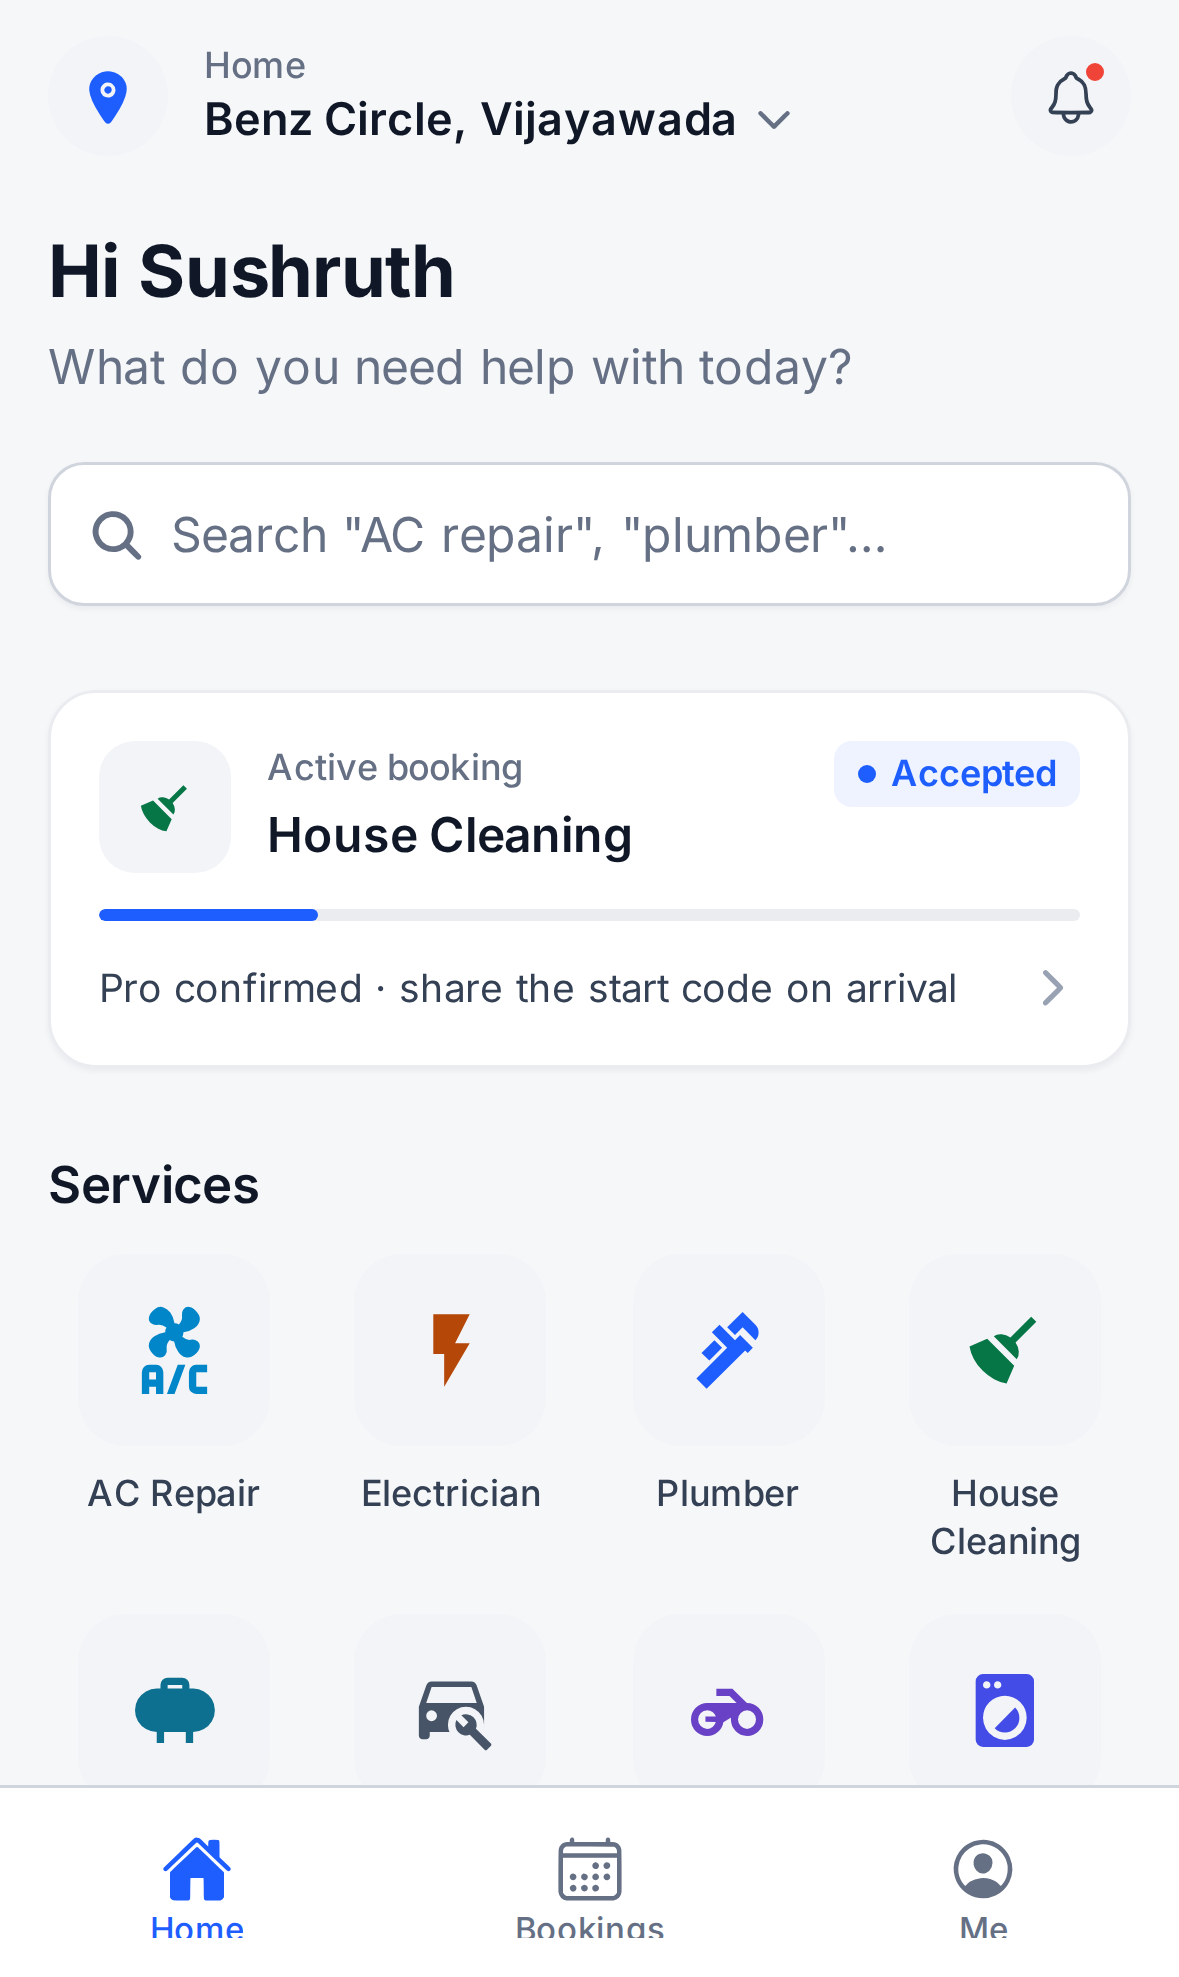 Home
Benz Circle, Vijayawada
Hi Sushruth
What do you need help with today?
Search "AC repair", "plumber"...
Active booking
Accepted
House Cleaning
Pro confirmed · share the start code on arrival
Services
A/C
AC Repair
Electrician
Plumber
House
Cleaning
Home
Bookings
Me